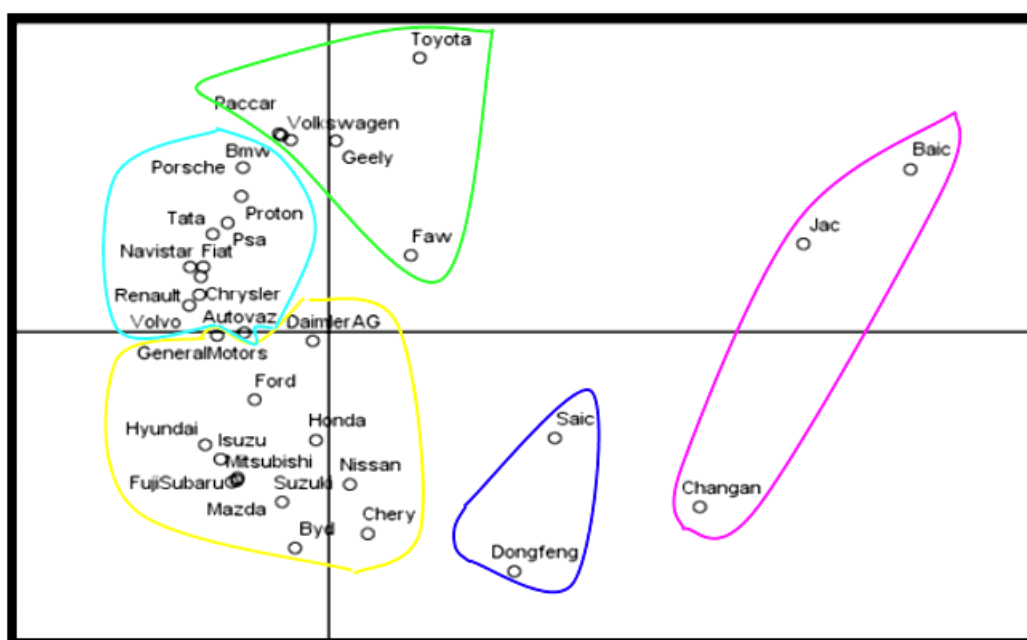 Toyota
Paccar
Volkswagen
Geely
Bmw
Porsche
Baic
Tata
Proton
Psa
Jac
Faw
Navistar
Fiat
Renault
Chrysler
Volvo
Autovaz
DaimlerAG
GeneralMotors
Ford
Hyundai
Isuzu
Honda
Saic
Mitsubishi
Nissan
FujiSubaru
Suzuki
Changan
Mazda
Byd
Chery
Dongfeng